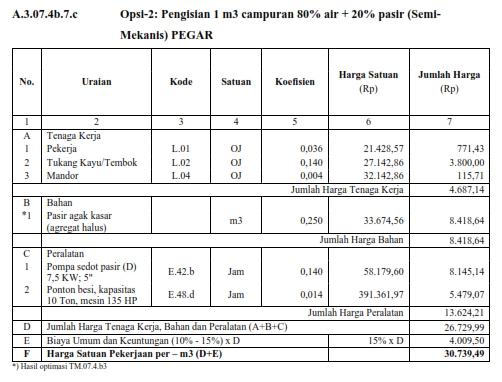 A.3.07.4b.7.c Opsi-2: Pengisian 1 m3 campuran 80% air + 20% pasir (Semi-
Mekanis) PEGAR
No. Uraian Kode Satuan Koefisien Harga Satuan (Rp) Jumlah Harga (Rp)
1 2 3 4 5 6 7
A Tenaga Kerja
1 Pekerja L.01 OJ 0,036 21.428,57 771,43
2 Tukang Kayu/Tembok L.02 OJ 0,140 27.142,86 3.800,00
3 Mandor L.04 OJ 0,004 32.142,86 115,71
Jumlah Harga Tenaga Kerja 4.687,14
B Bahan
*1 Pasir agak kasar
(agregat halus) m3 0,250 33.674,56 8.418,64
Jumlah Harga Bahan 8.418,64
C Peralatan
1 Pompa sedot pasir (D)
7,5 KW; 5" E.42.b Jam 0,140 58.179,60 8.145,14
2 Ponton besi, kapasitas
10 Ton, mesin 135 HP E.48.d Jam 0,014 391.361,97 5.479,07
Jumlah Harga Peralatan 13.624,21
D Jumlah Harga Tenaga Kerja, Bahan dan Peralatan (A+B+C) 26.729,99
E Biaya Umum dan Keuntungan (10% - 15%) x D 15% x D 4.009,50
F Harga Satuan Pekerjaan per – m3 (D+E) 30.739,49
*) Hasil optimasi TM.07.4.b3